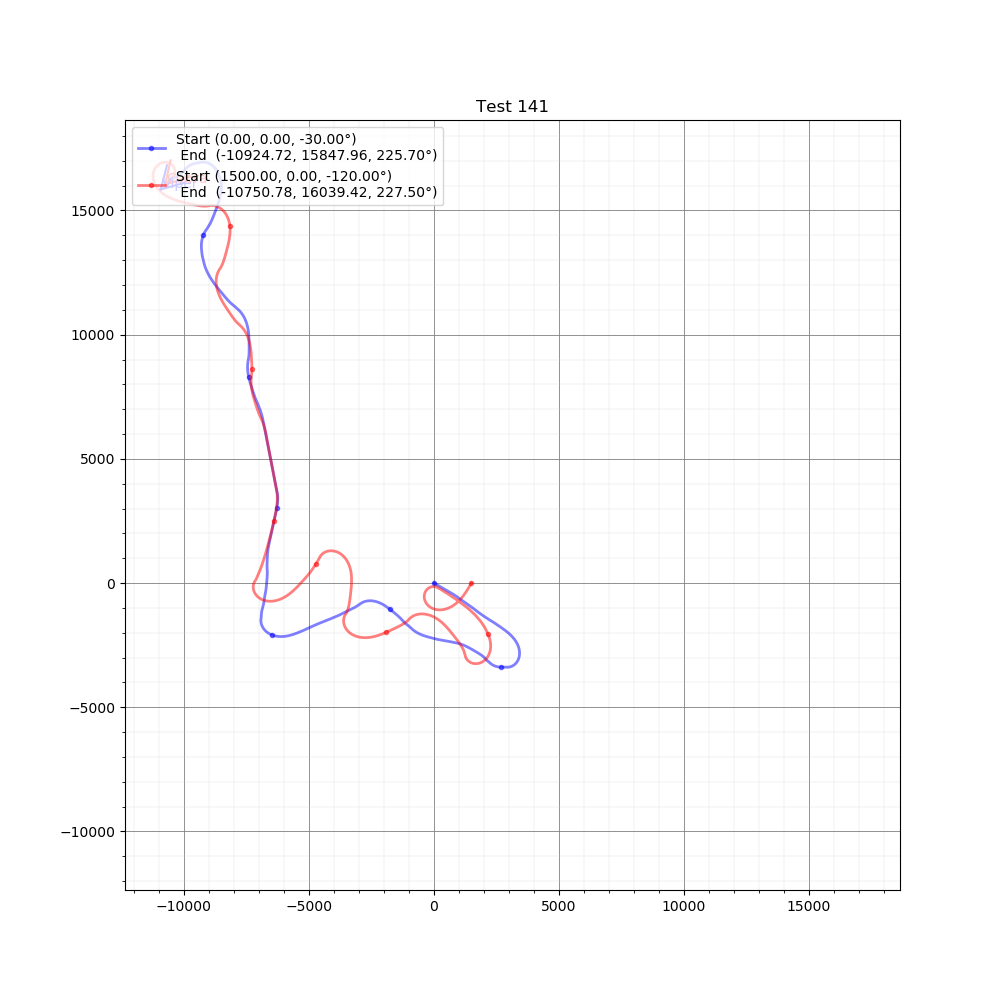 Test 141
Start (0.00, 0.00, -30.00°)
End (-10924.72, 15847.96, 225.70°)
Start (1500.00, 0.00, -120.00°)
End (-10750.78, 16039.42, 227.50°)
15000
10000
5000
0
−5000
−10000
−10000 −5000 0 5000 10000 15000